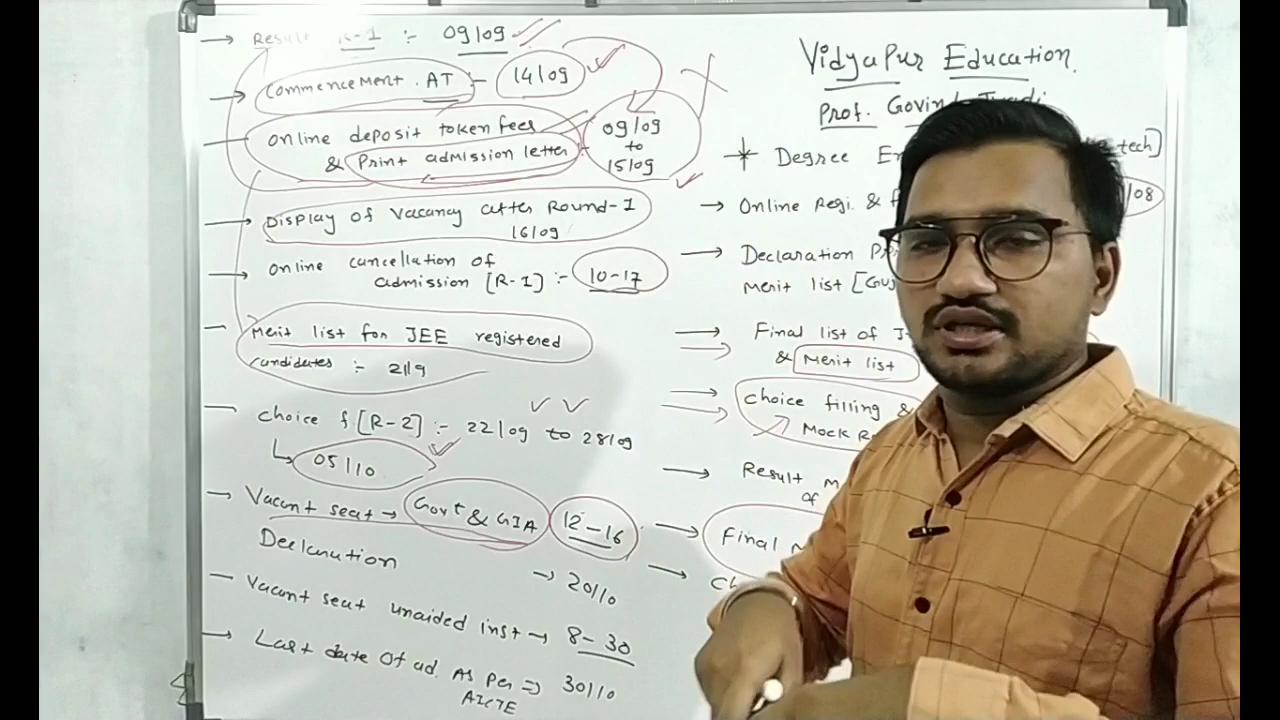 → Result R-1 :- 09/09
→ Commencement . AT :- 14/09
→ Online deposit token fees
& Print admission letter :- 09/09 to 15/09
→ Display of Vacancy after Round-1
16/09
→ Online cancellation of
admission [R-1] :- 10-17
→ Merit list for JEE registered
candidates :- 21/9
→ Choice f [R-2] :- 22/09 to 28/09
↳ 05/10
→ Vacant seat → Govt & GIA 12-16
Declaration → 20/10
→ Vacant seat unaided inst → 8-30
→ Last date of ad. As per ⇒ 30/10
AICTE
Vidyapur Education.
Prof. Govind
* Degree tech]
→ Online Regi. & /08
→ Declaration
Merit list
→ Final list of
& Merit list
→ Choice filling &
Mock
→ Result
of
→ Final
→